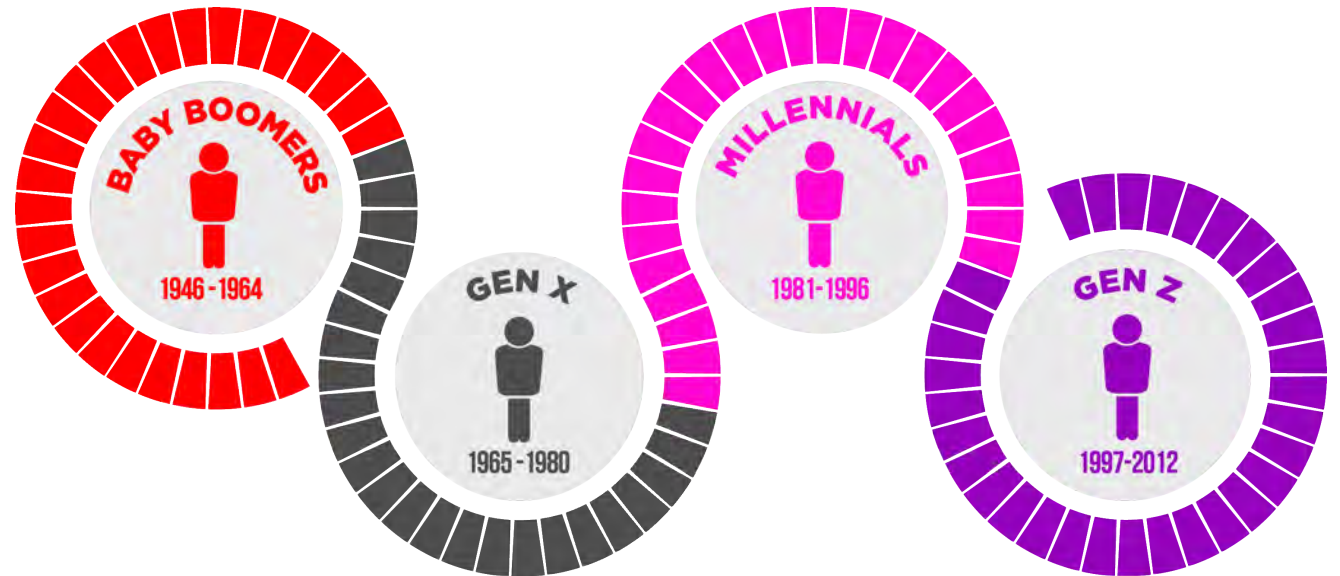 BABY BOOMERS
1946 - 1964
GEN X
1965 - 1980
MILLENNIALS
1981-1996
GEN Z
1997-2012